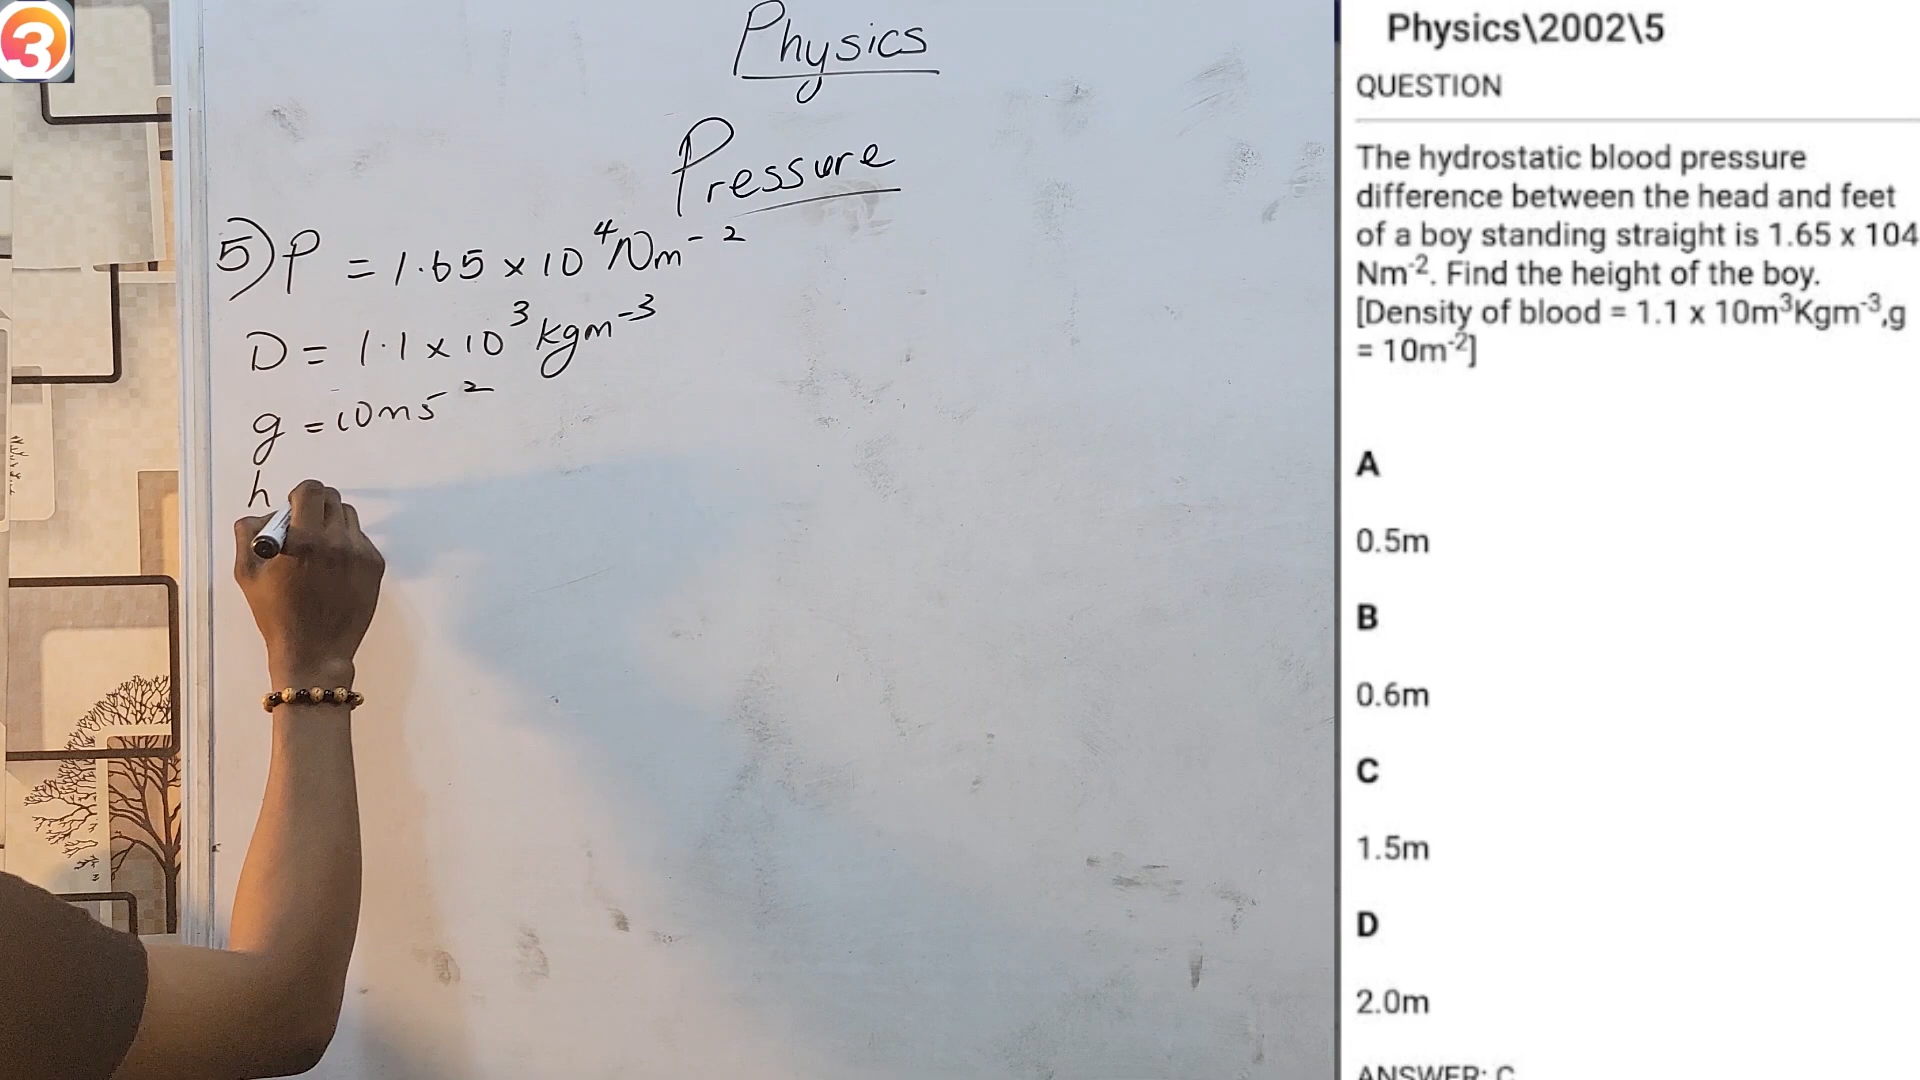 3
Physics
Pressure
5) P = 1.65 × 10⁴ Nm⁻²
D = 1.1 × 10³ kgm⁻³
g = 10ms⁻²
h
Physics\2002\5
QUESTION
The hydrostatic blood pressure
difference between the head and feet
of a boy standing straight is 1.65 x 104
Nm⁻². Find the height of the boy.
[Density of blood = 1.1 x 10m³Kgm⁻³,g
= 10m⁻²]
A
0.5m
B
0.6m
C
1.5m
D
2.0m
ANSWER: C